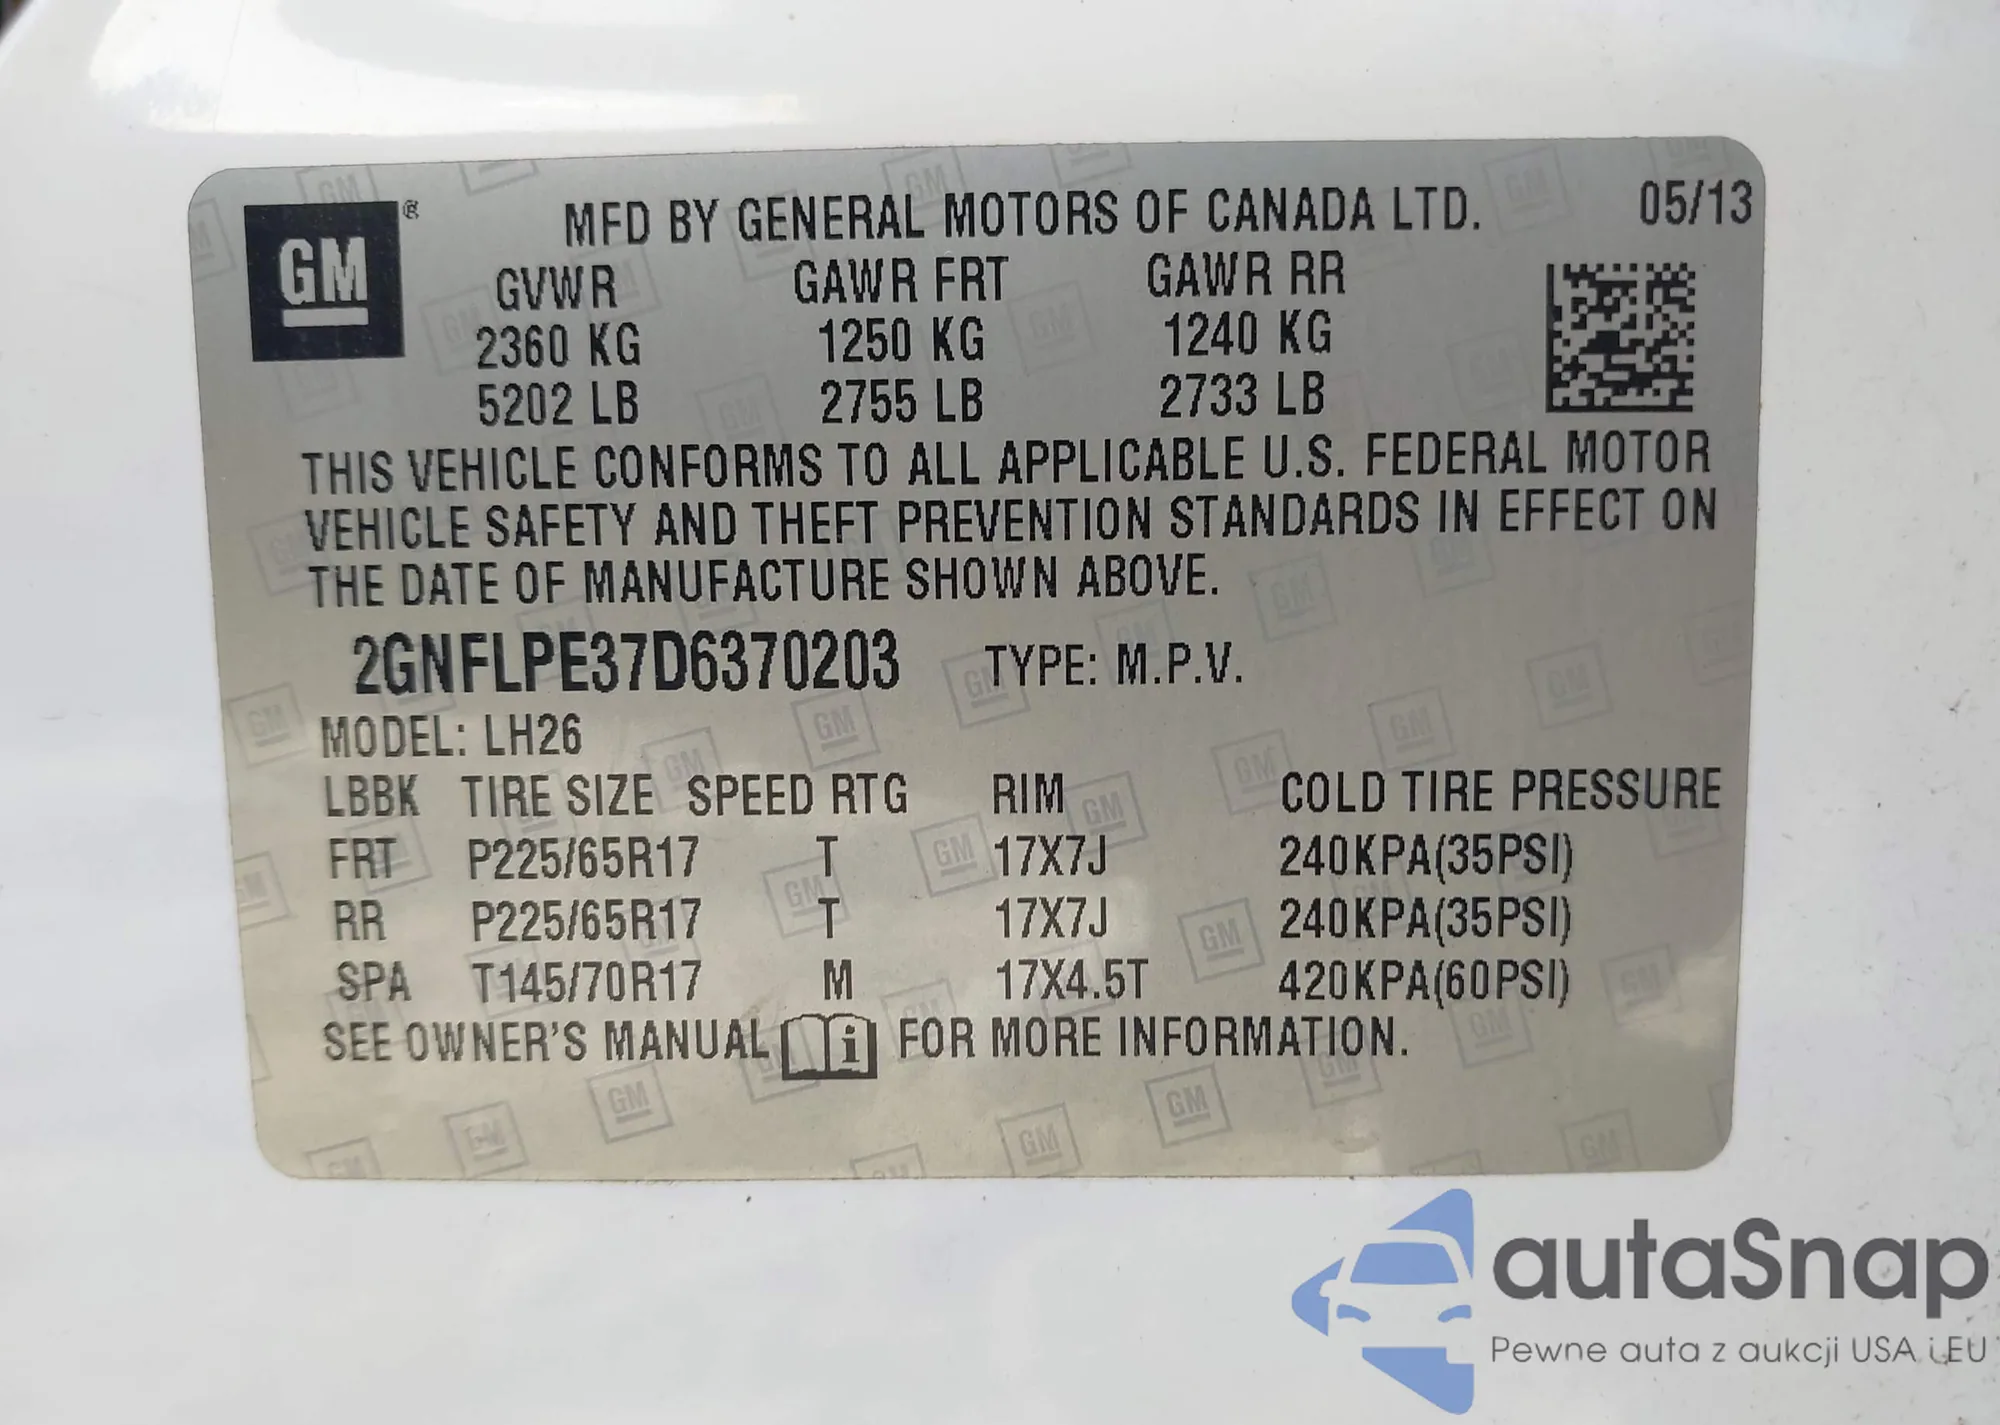 GM®
MFD BY GENERAL MOTORS OF CANADA LTD. 05/13
GVWR GAWR FRT GAWR RR
2360 KG 1250 KG 1240 KG
5202 LB 2755 LB 2733 LB
THIS VEHICLE CONFORMS TO ALL APPLICABLE U.S. FEDERAL MOTOR
VEHICLE SAFETY AND THEFT PREVENTION STANDARDS IN EFFECT ON
THE DATE OF MANUFACTURE SHOWN ABOVE.
2GNFLPE37D6370203 TYPE: M.P.V.
MODEL: LH26
LBBK TIRE SIZE SPEED RTG RIM COLD TIRE PRESSURE
FRT P225/65R17 T 17X7J 240KPA(35PSI)
RR P225/65R17 T 17X7J 240KPA(35PSI)
SPA T145/70R17 M 17X4.5T 420KPA(60PSI)
SEE OWNER'S MANUAL i FOR MORE INFORMATION.
autaSnap
Pewne auta z aukcji USA i EU